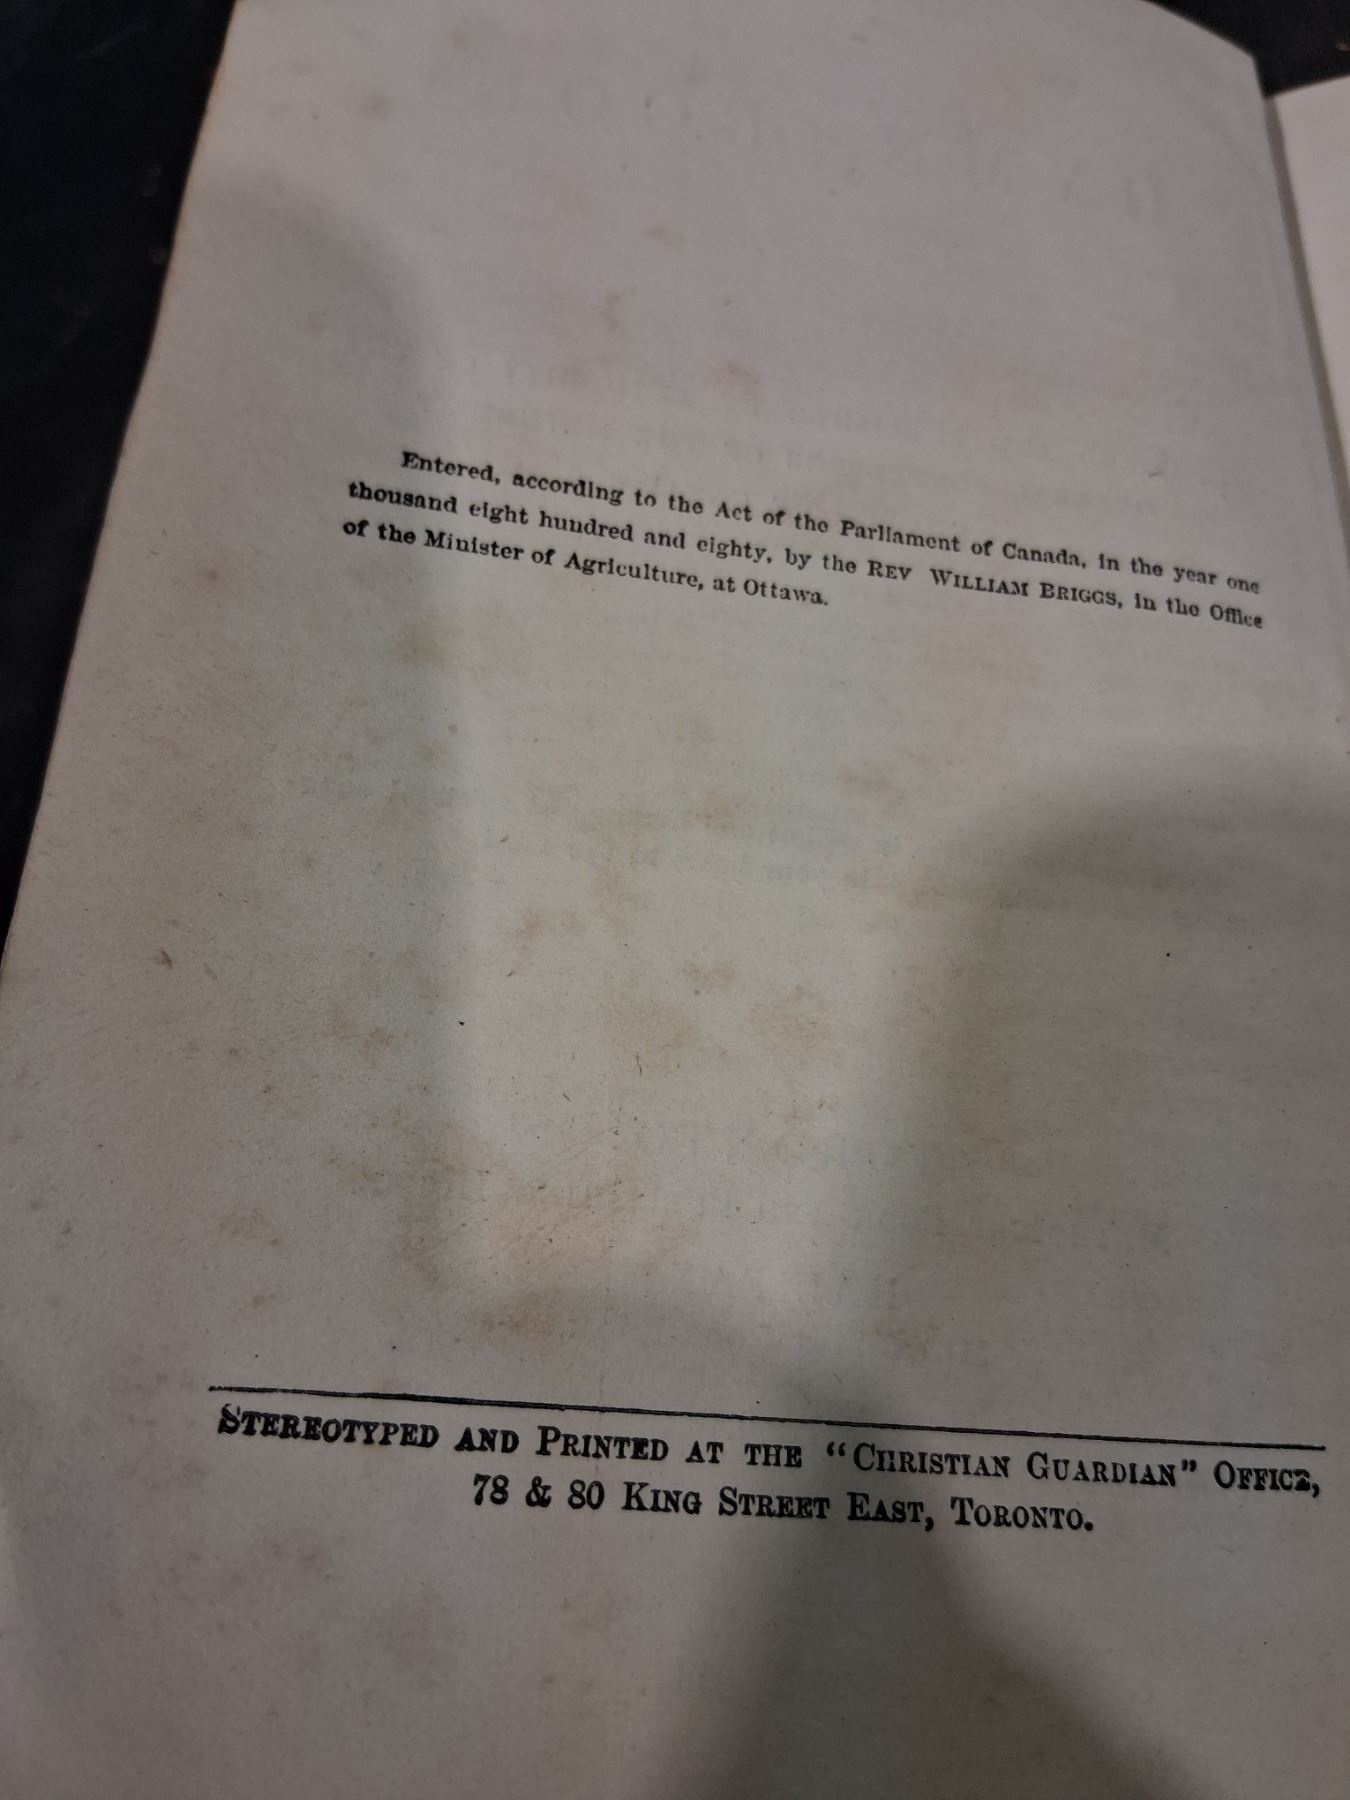 Entered, according to the Act of the Parliament of Canada, in the year one
thousand eight hundred and eighty, by the REV WILLIAM BRIGGS, in the Office
of the Minister of Agriculture, at Ottawa.
STEREOTYPED AND PRINTED AT THE "CHRISTIAN GUARDIAN" OFFICE,
78 & 80 KING STREET EAST, TORONTO.